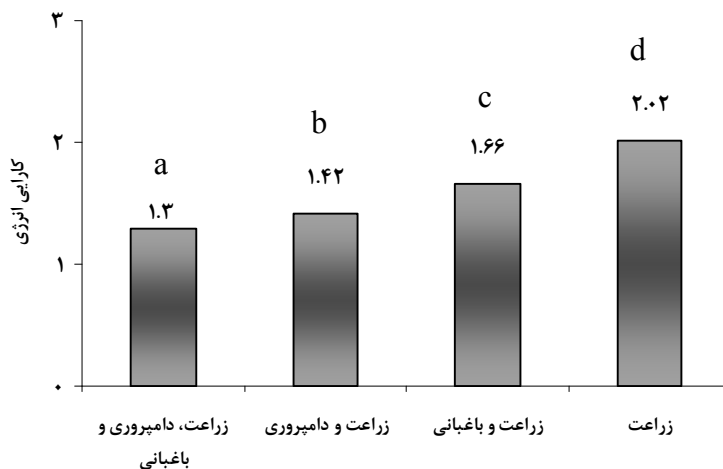 ۳
۲
۱
۰
کارایی انرژی
a
۱.۳
b
۱.۴۲
c
۱.۶۶
d
۲.۰۲
زراعت، دامپروری و
باغبانی
زراعت و دامپروری
زراعت و باغبانی
زراعت